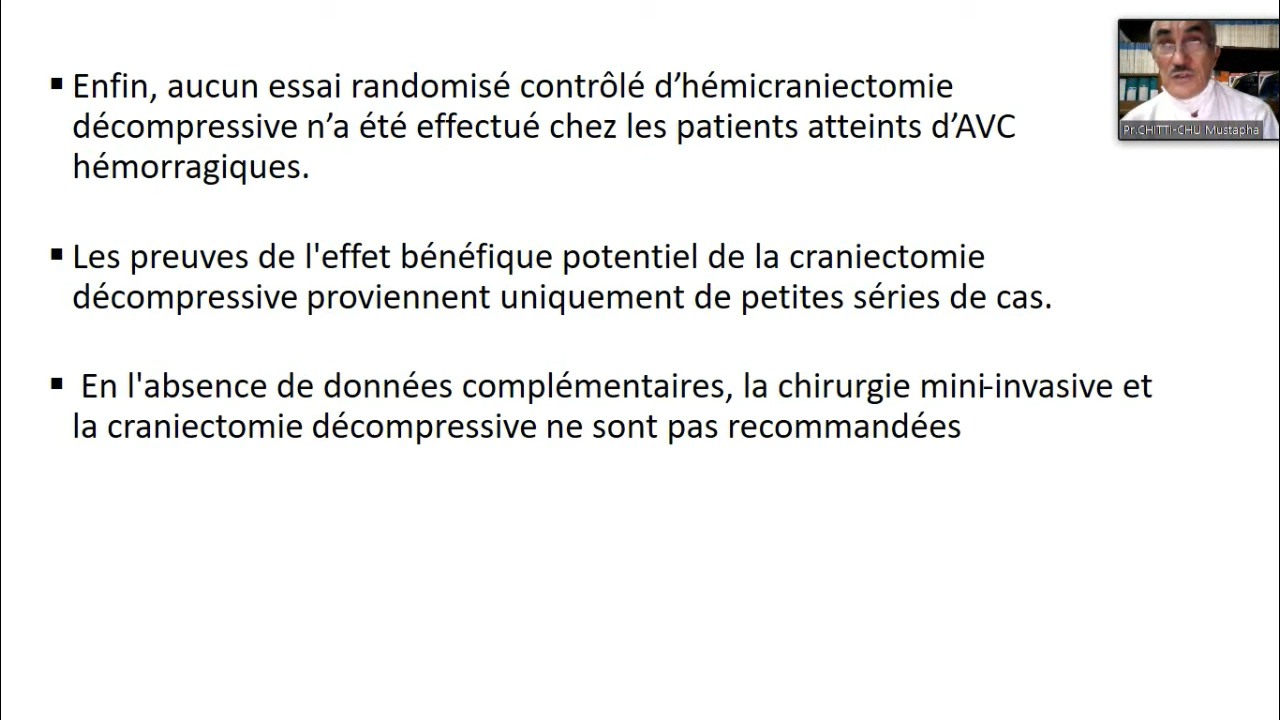 ▪ Enfin, aucun essai randomisé contrôlé d’hémicraniectomie
décompressive n’a été effectué chez les patients atteints d’AVC
hémorragiques.
▪ Les preuves de l'effet bénéfique potentiel de la craniectomie
décompressive proviennent uniquement de petites séries de cas.
▪ En l'absence de données complémentaires, la chirurgie mini-invasive et
la craniectomie décompressive ne sont pas recommandées
Pr.CHITTI-CHU Mustapha